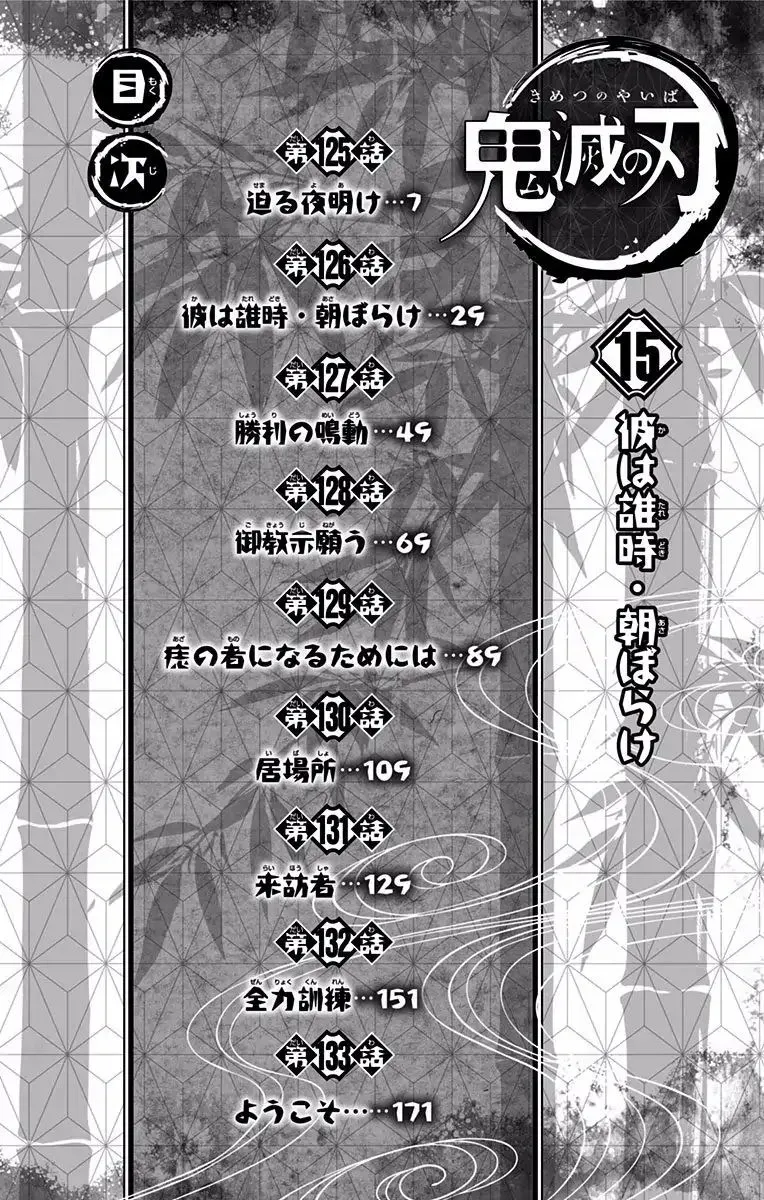 きめつのやいば
鬼滅の刃
15
彼は誰時・朝ぼらけ
目次
第125話
迫る夜明け…7
第126話
彼は誰時・朝ぼらけ…29
第127話
勝利の鳴動…49
第128話
御教示願う…69
第129話
痣の者になるためには…89
第130話
居場所…109
第131話
来訪者…129
第132話
全力訓練…151
第133話
ようこそ……171